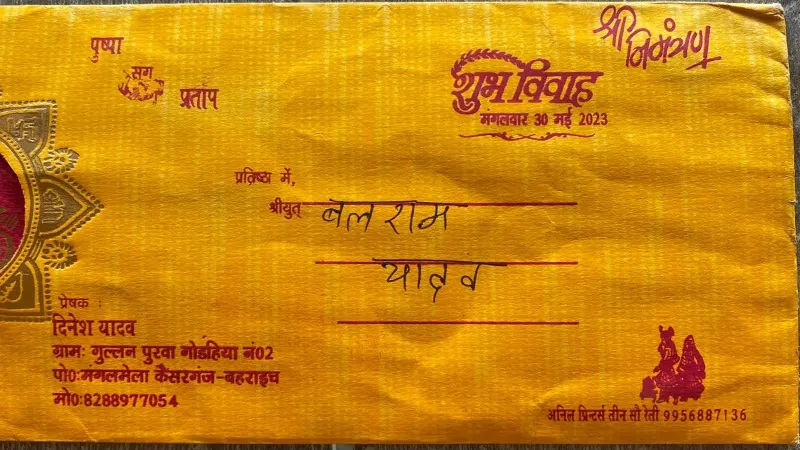 श्री
निमंत्रण
पुष्पा
संग
प्रताप
शुभ विवाह
मंगलवार 30 मई 2023
प्रतिष्ठा में,
श्रीयुत् बलराम
यादव
प्रेषक :
दिनेश यादव
ग्राम: गुल्लन पुरवा गोडहिया नं02
पो0: मंगलमेला कैसरगंज-बहराइच
मो0: 8288977054
अनिल प्रिन्टर्स तीन सौ रेती 9956887136